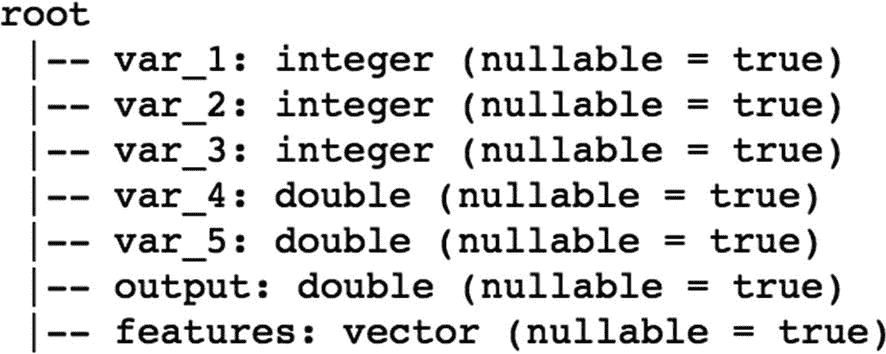 root
|-- var_1: integer (nullable = true)
|-- var_2: integer (nullable = true)
|-- var_3: integer (nullable = true)
|-- var_4: double (nullable = true)
|-- var_5: double (nullable = true)
|-- output: double (nullable = true)
|-- features: vector (nullable = true)